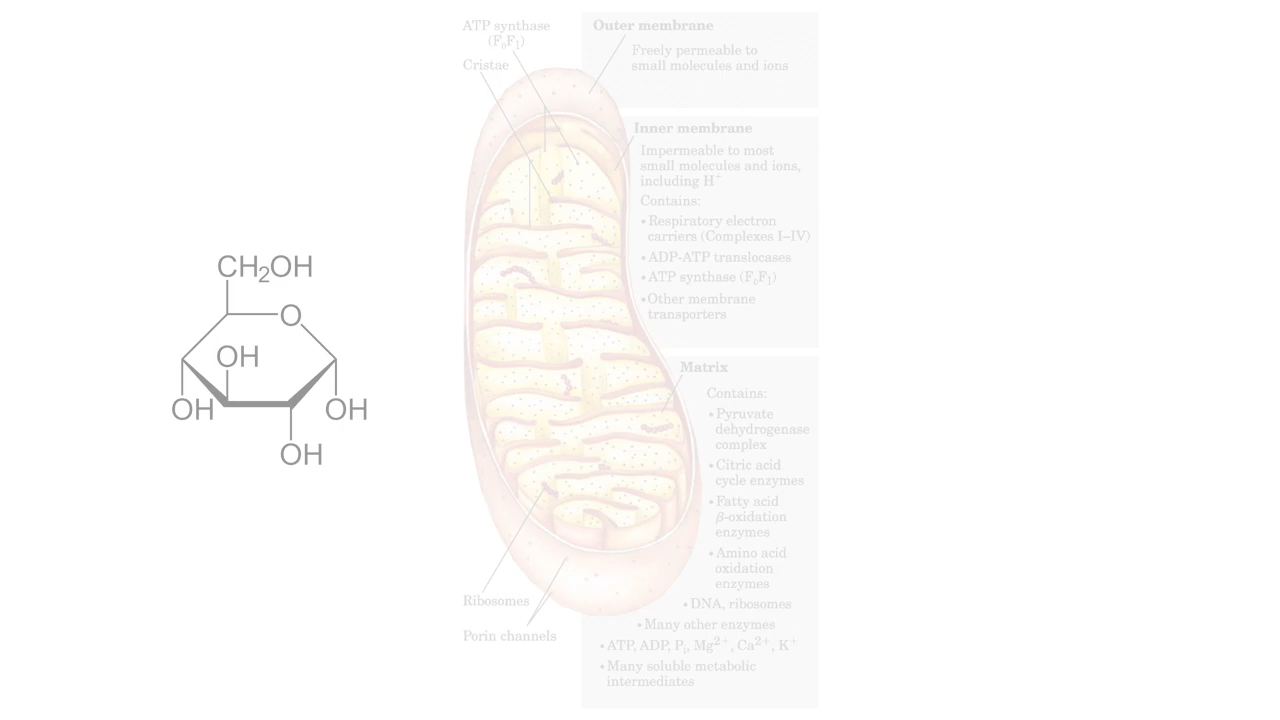 CH₂OH
O
OH
OH
OH
OH
ATP synthase
(FₒF₁)
Cristae
Outer membrane
Freely permeable to
small molecules and ions
Inner membrane
Impermeable to most
small molecules and ions,
including H⁺
Contains:
• Respiratory electron
carriers (Complexes I–IV)
• ADP-ATP translocases
• ATP synthase (FₒF₁)
• Other membrane
transporters
Matrix
Contains:
• Pyruvate
dehydrogenase
complex
• Citric acid
cycle enzymes
• Fatty acid
β-oxidation
enzymes
• Amino acid
oxidation
enzymes
• DNA, ribosomes
• Many other enzymes
• ATP, ADP, Pᵢ, Mg²⁺, Ca²⁺, K⁺
• Many soluble metabolic
intermediates
Ribosomes
Porin channels